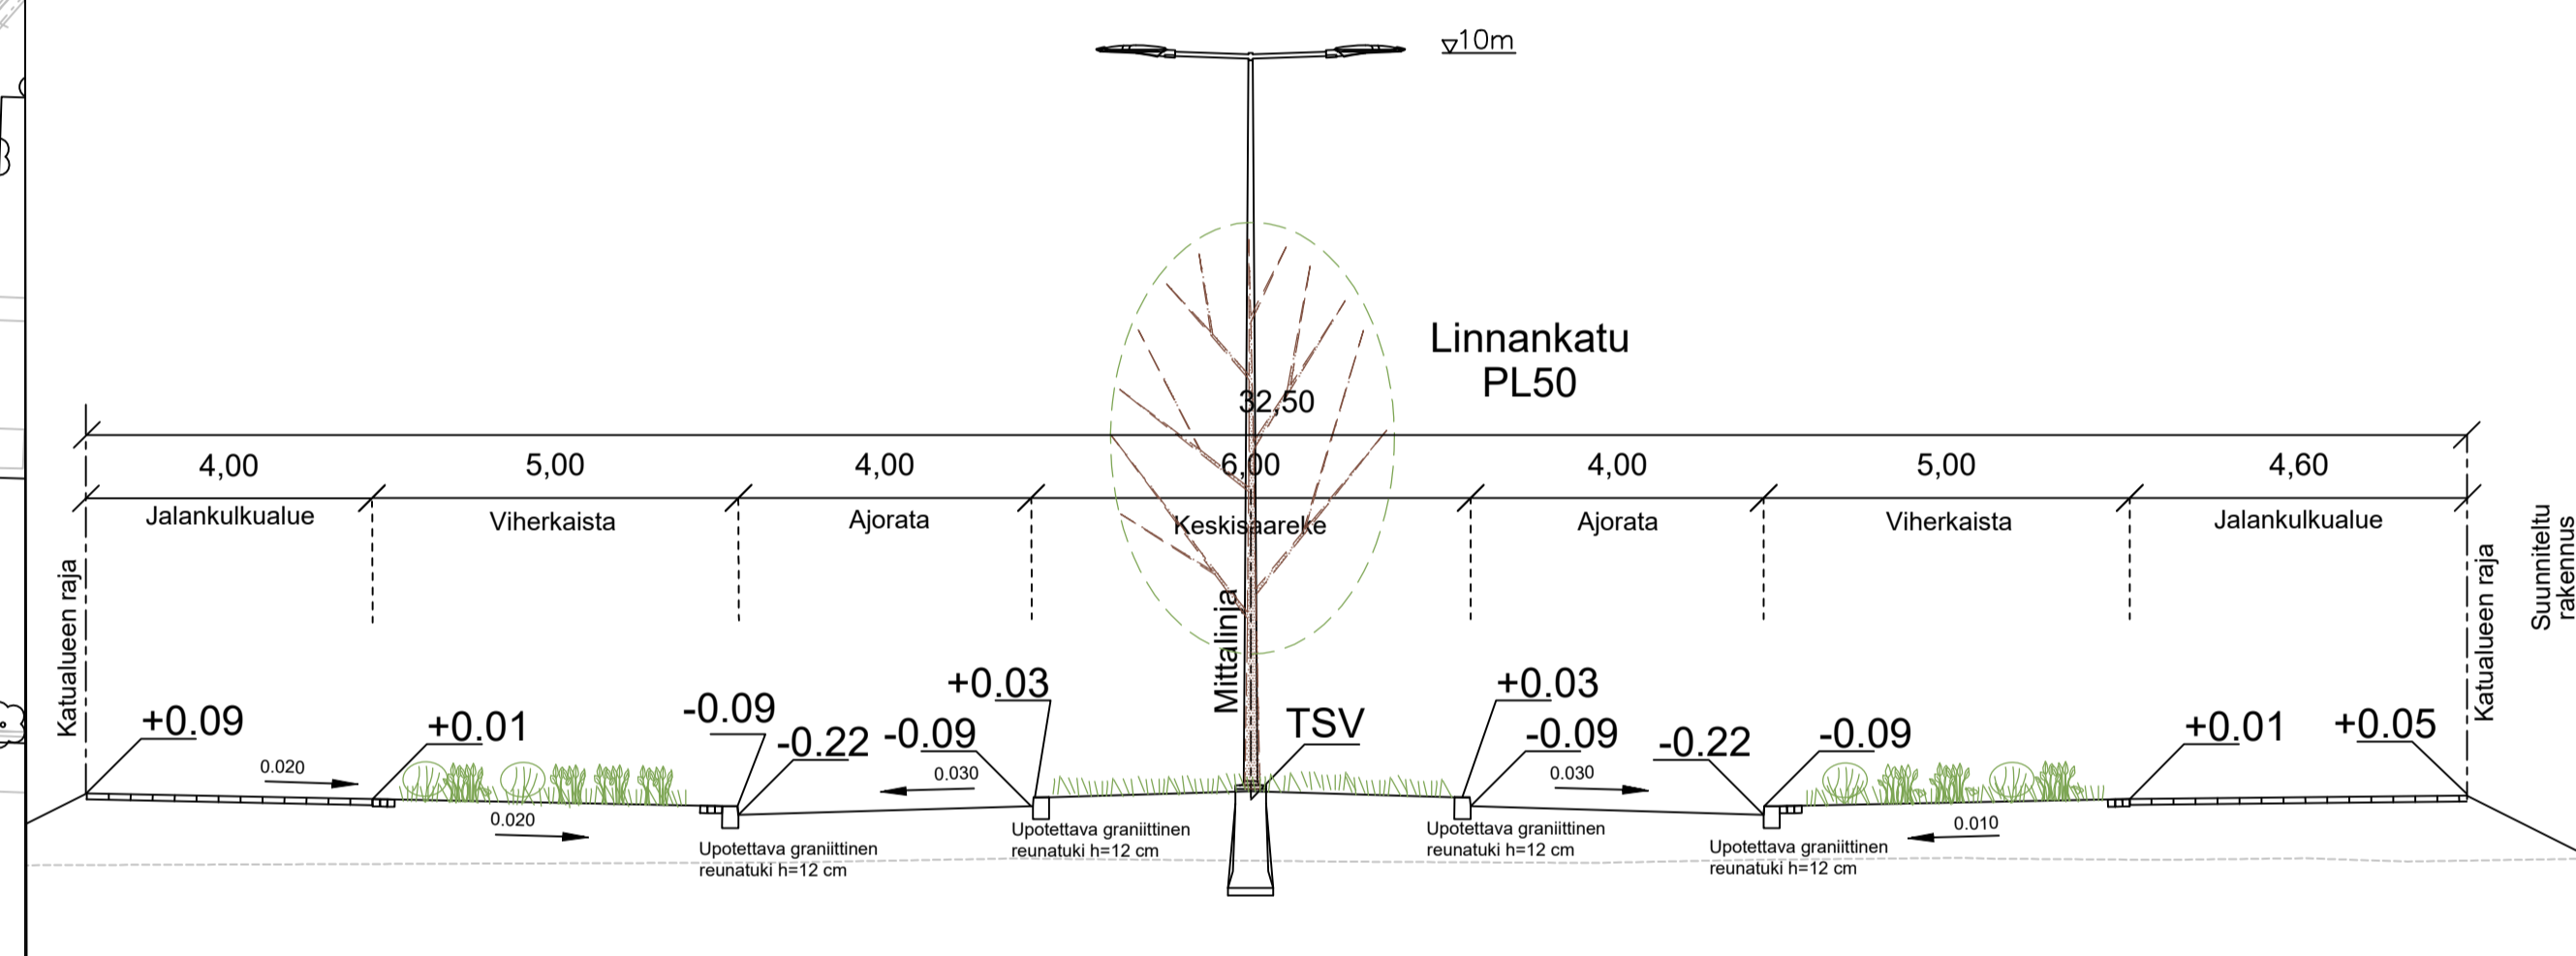 10m
Linnankatu
PL50
32,50
4,00
5,00
4,00
6,00
4,00
5,00
4,60
Jalankulkualue
Viherkaista
Ajorata
Keskisaareke
Ajorata
Viherkaista
Jalankulkualue
Katualueen raja
Mittalinja
Katualueen raja
Suunniteltu
rakennus
+0.09
+0.01
-0.09
-0.22
-0.09
+0.03
TSV
+0.03
-0.09
-0.22
-0.09
+0.01
+0.05
0.020
0.020
0.030
0.030
0.010
Upotettava graniittinen
reunatuki h=12 cm
Upotettava graniittinen
reunatuki h=12 cm
Upotettava graniittinen
reunatuki h=12 cm
Upotettava graniittinen
reunatuki h=12 cm